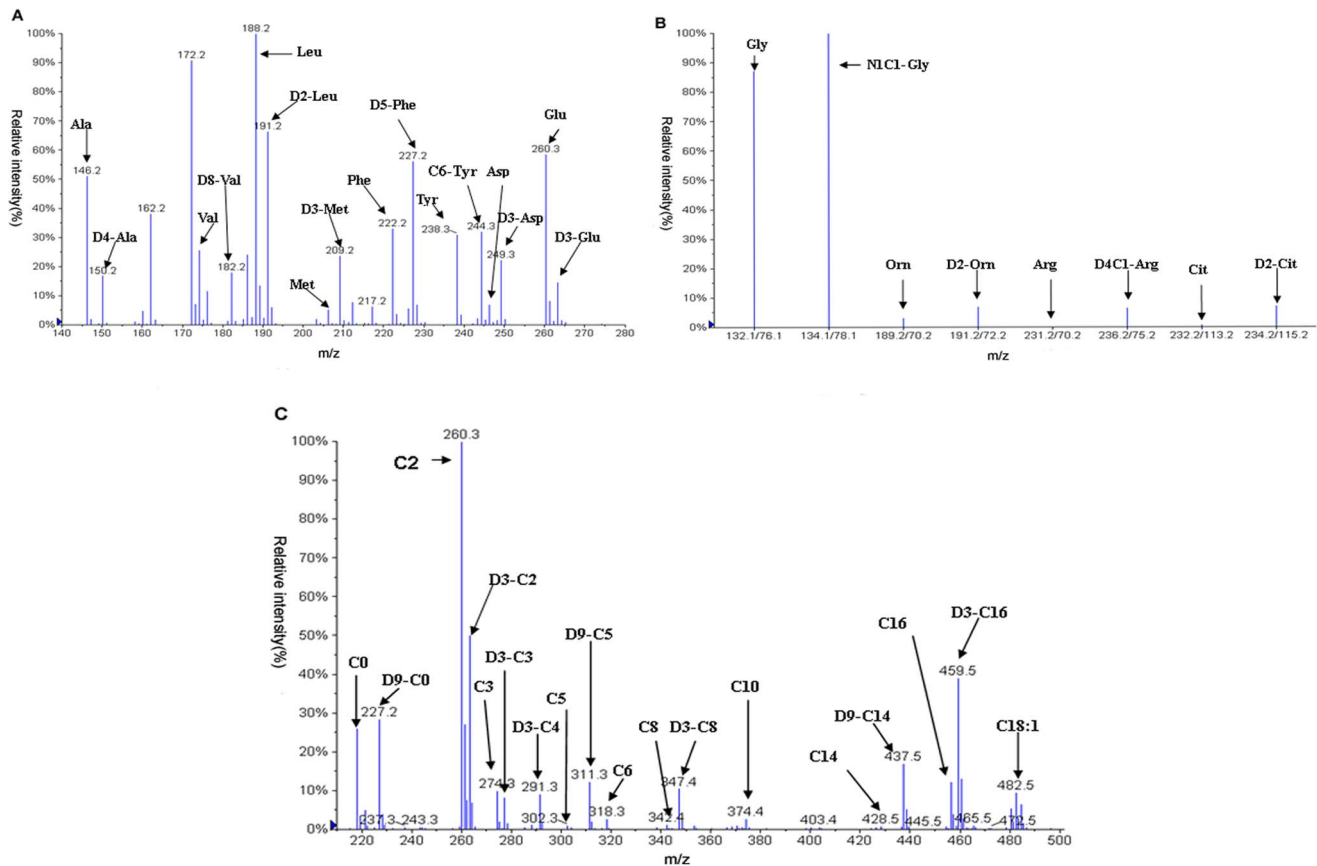 A
188.2
100%
172.2
Leu
90%
80%
D2-Leu
70%
191.2
D5-Phe
Ala
Glu
60%
227.2
260.3
50%
146.2
D8-Val
C6-Tyr
Asp
Phe
40%
162.2
D3-Met
Tyr
222.2
238.3
244.3
30%
Val
D3-Asp
D4-Ala
209.2
249.3
D3-Glu
20%
150.2
182.2
Met
10%
217.2
0%
140 150 160 170 180 190 200 210 220 230 240 250 260 270 280
m/z
Relative intensity(%)
B
100%
Gly
90%
N1C1-Gly
80%
70%
60%
50%
40%
30%
Orn D2-Orn Arg D4C1-Arg Cit D2-Cit
20%
10%
0%
132.1/76.1 134.1/78.1 189.2/70.2 191.2/72.2 231.2/70.2 236.2/75.2 232.2/113.2 234.2/115.2
m/z
Relative intensity(%)
C
260.3
100%
C2
90%
80%
70%
D3-C2
60%
D3-C16
C16
50%
D9-C5
D3-C3
C0
40%
459.5
D9-C0
C3
C5
C10
D9-C14
227.2
D3-C4
C8
D3-C8
C18:1
30%
C14
437.5
20%
C6
274.3
291.3
311.3
347.4
482.5
10%
237.3
243.3
302.3
318.3
342.4
374.4
403.4
428.5
445.5
465.5
472.5
0%
220 240 260 280 300 320 340 360 380 400 420 440 460 480 500
m/z
Relative intensity(%)